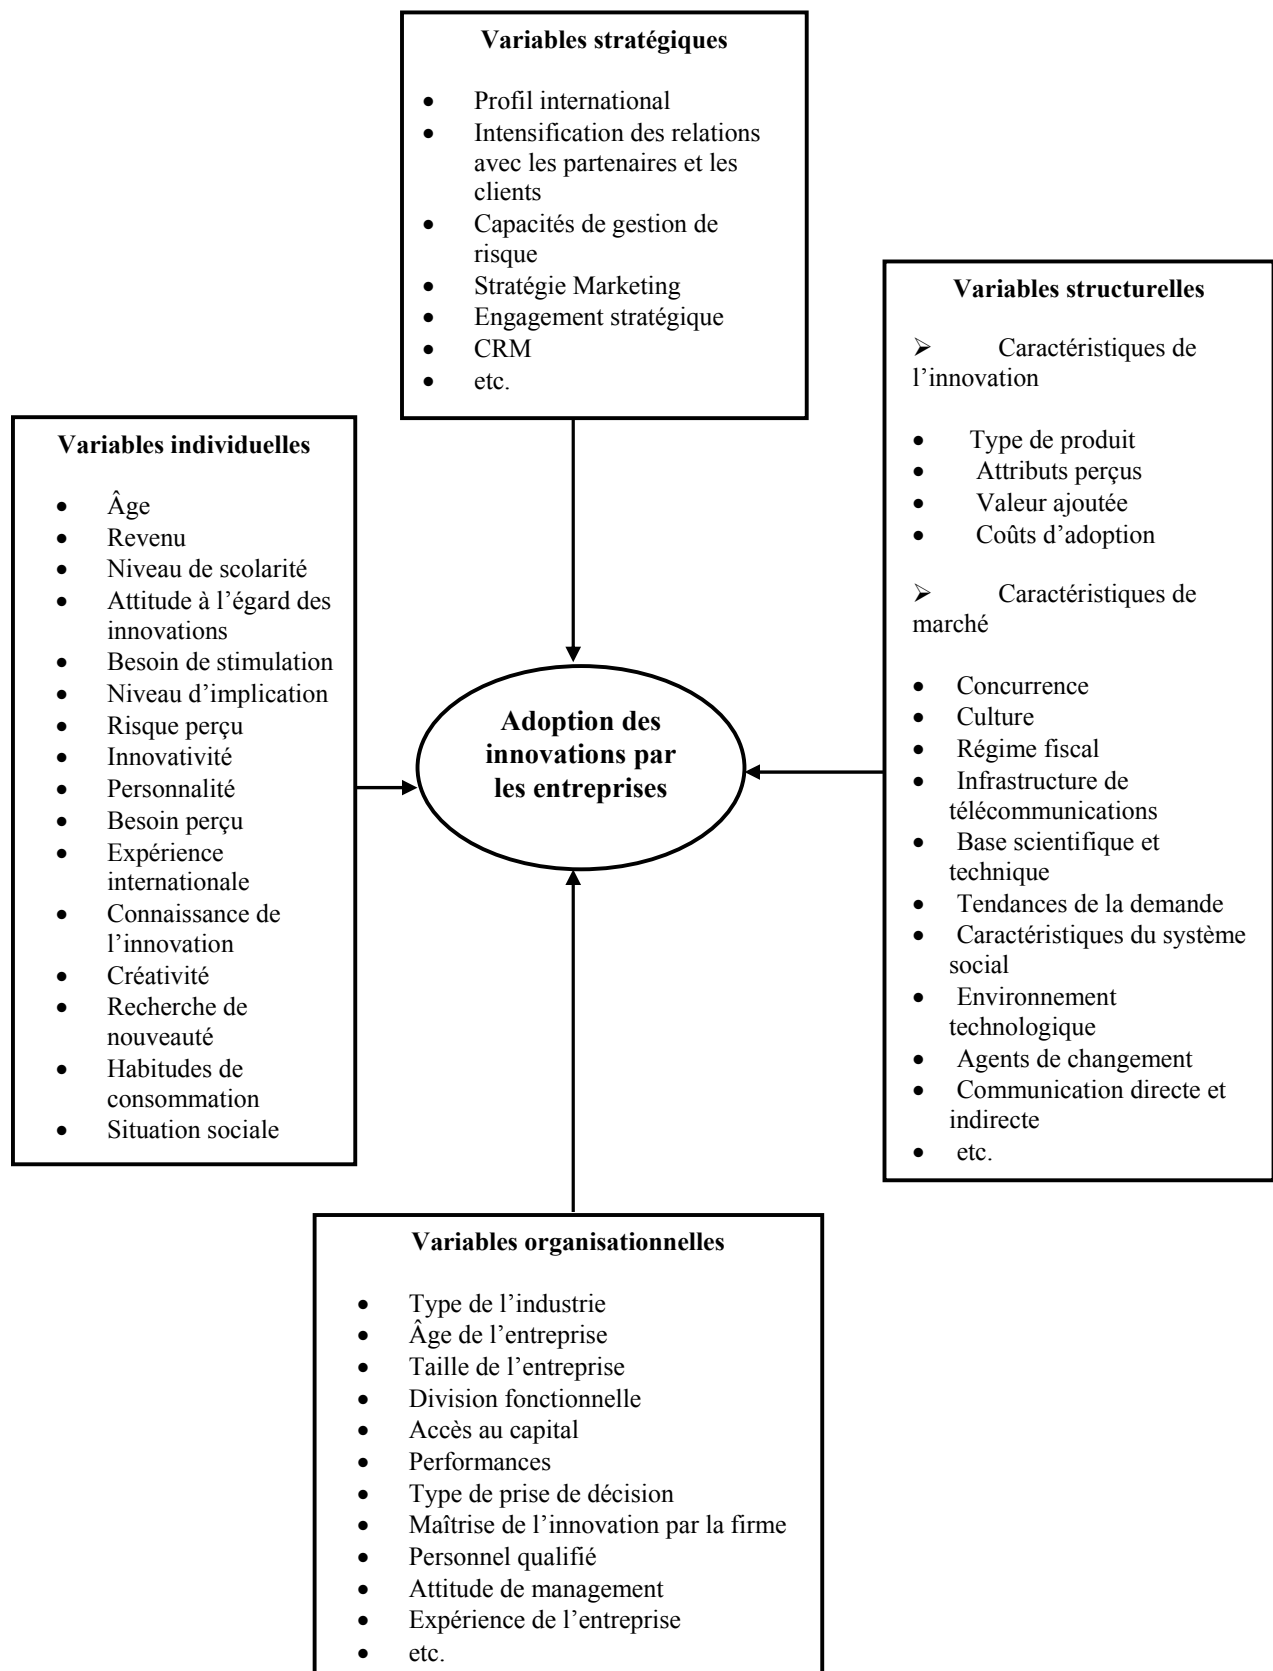 Variables stratégiques
• Profil international
• Intensification des relations
avec les partenaires et les
clients
• Capacités de gestion de
risque
• Stratégie Marketing
• Engagement stratégique
• CRM
• etc.
Variables structurelles
➢ Caractéristiques de
l’innovation
• Type de produit
• Attributs perçus
• Valeur ajoutée
• Coûts d’adoption
➢ Caractéristiques de
marché
• Concurrence
• Culture
• Régime fiscal
• Infrastructure de
télécommunications
• Base scientifique et
technique
• Tendances de la demande
• Caractéristiques du système
social
• Environnement
technologique
• Agents de changement
• Communication directe et
indirecte
• etc.
Variables individuelles
• Âge
• Revenu
• Niveau de scolarité
• Attitude à l’égard des
innovations
• Besoin de stimulation
• Niveau d’implication
• Risque perçu
• Innovativité
• Personnalité
• Besoin perçu
• Expérience
internationale
• Connaissance de
l’innovation
• Créativité
• Recherche de
nouveauté
• Habitudes de
consommation
• Situation sociale
Adoption des
innovations par
les entreprises
Variables organisationnelles
• Type de l’industrie
• Âge de l’entreprise
• Taille de l’entreprise
• Division fonctionnelle
• Accès au capital
• Performances
• Type de prise de décision
• Maîtrise de l’innovation par la firme
• Personnel qualifié
• Attitude de management
• Expérience de l’entreprise
• etc.